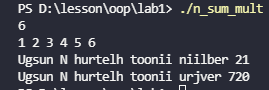 PS D:\lesson\oop\lab1> ./n_sum_mult
6
1 2 3 4 5 6
Ugsun N hurtelh toonii niilber 21
Ugsun N hurtelh toonii urjver 720